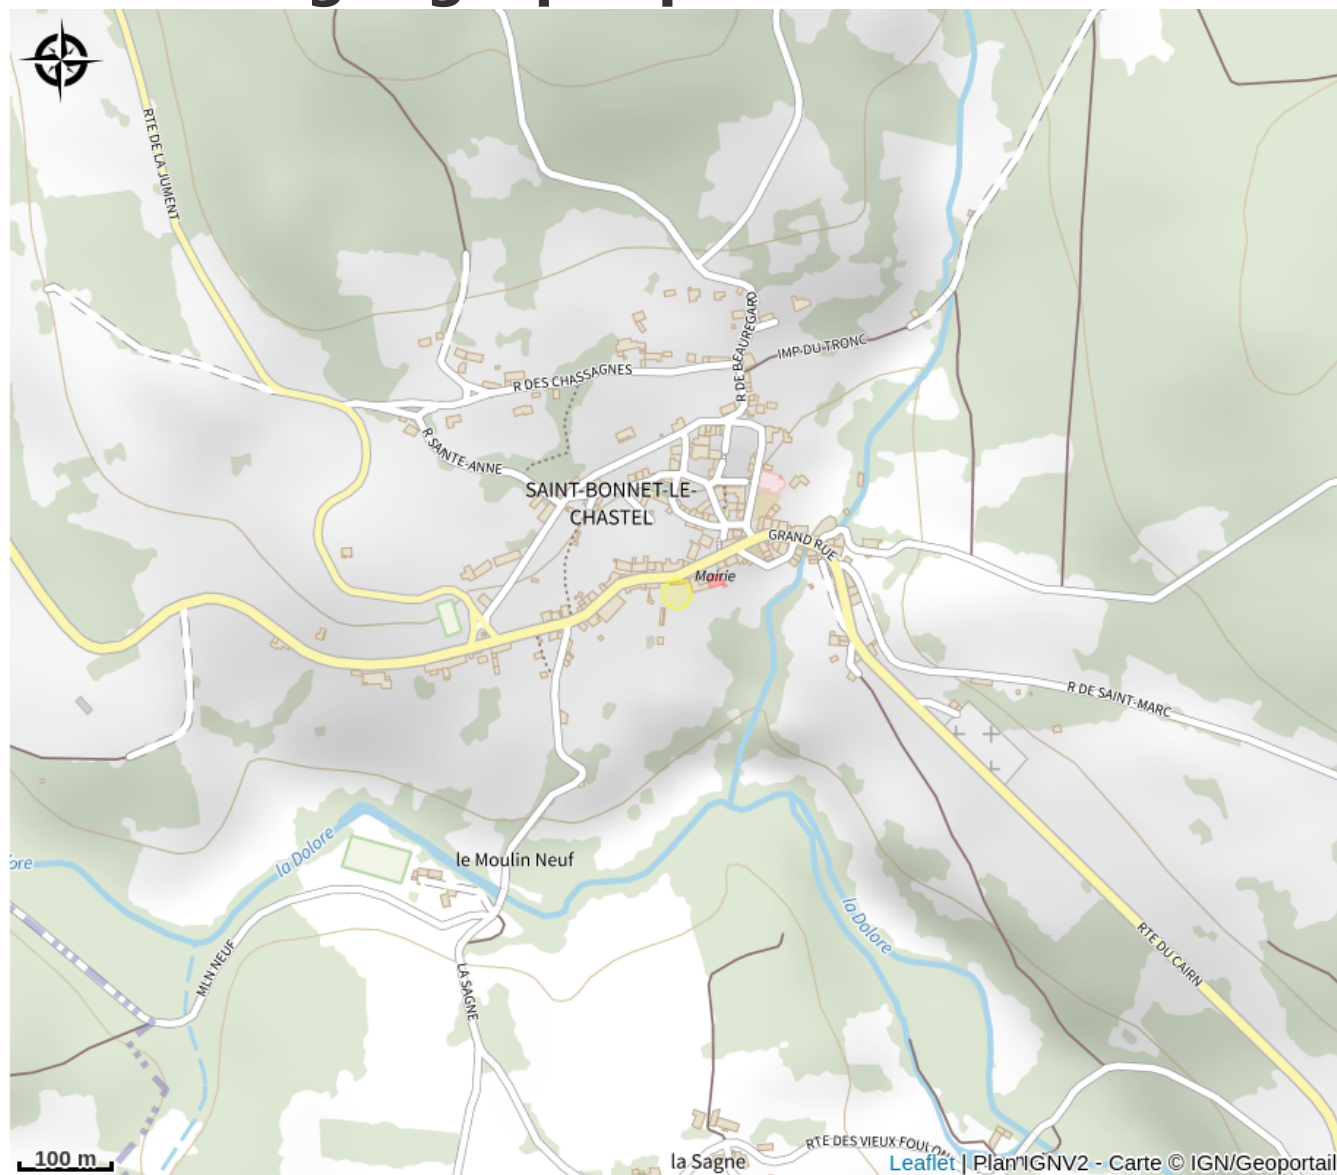 RTE DE LA JUMENT
R DE BEAUREGARD
IMP DU TRONC
R DES CHASSAGNES
R SAINTE-ANNE
SAINT-BONNET-LE-
CHASTEL
GRAND RUE
Mairie
R DE SAINT-MARC
la Dolore
le Moulin Neuf
la Dolore
MLN NEUF
LA SAGNE
RTE DU CAIRN
RTE DES VIEUX FOULON
la Sagne
100 m
Leaflet | Plan IGNV2 - Carte © IGN/Geoportail